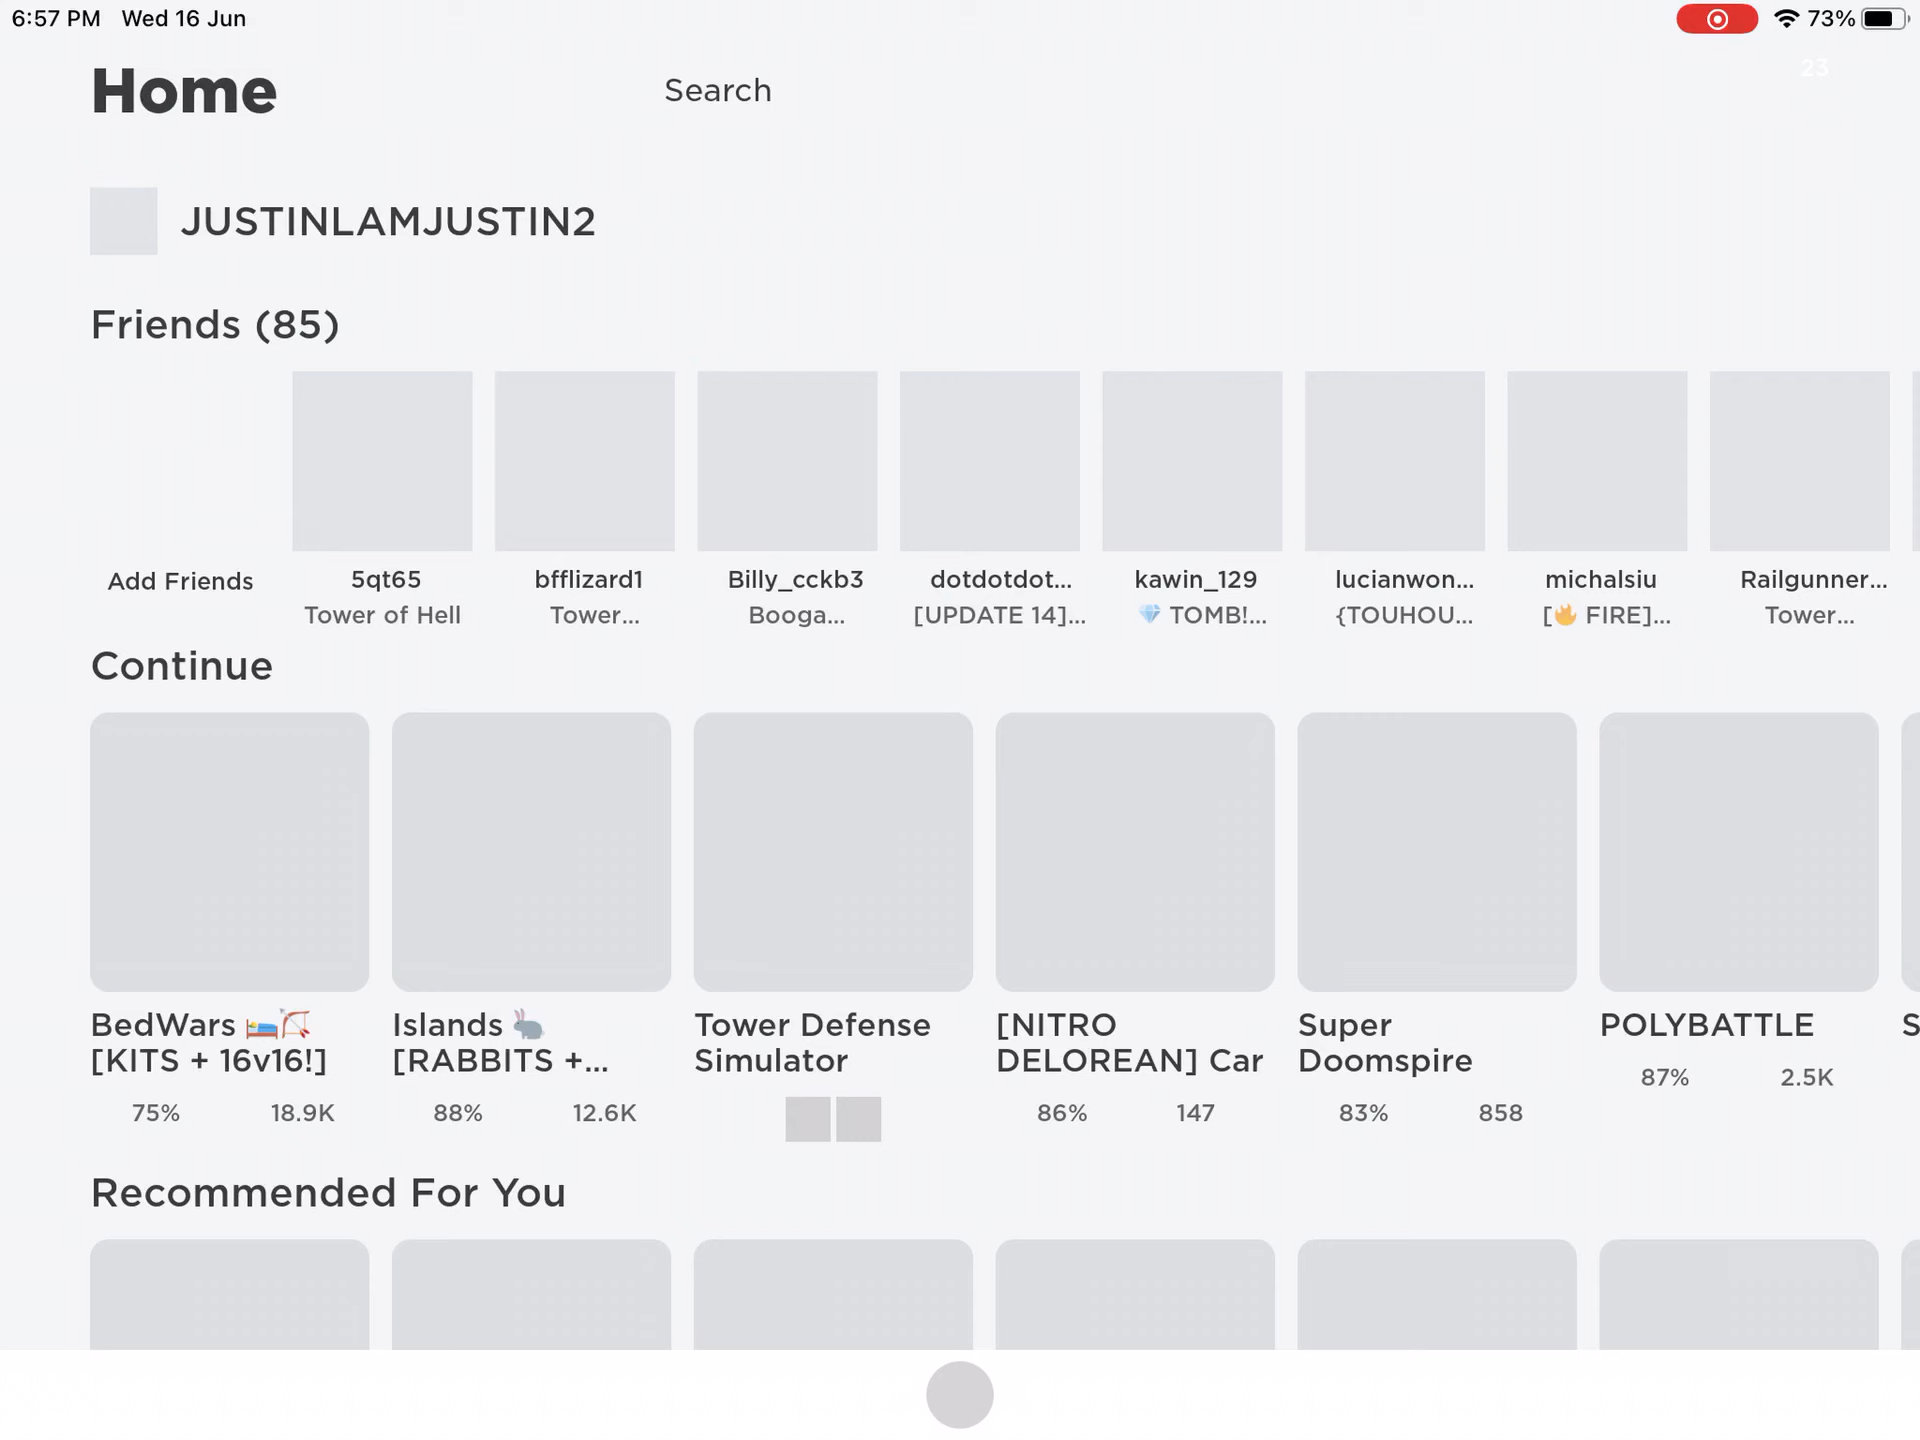 6:57 PM Wed 16 Jun 73%
23
Home Search
JUSTINLAMJUSTIN2
Friends (85)
Add Friends 5qt65 bfflizard1 Billy_cckb3 dotdotdot... kawin_129 lucianwon... michalsiu Railgunner...
Tower of Hell Tower... Booga... [UPDATE 14]... 💎 TOMB!... {TOUHOU... [🔥 FIRE]... Tower...
Continue
BedWars 🛌🏹 Islands 🐇 Tower Defense [NITRO Super POLYBATTLE S
[KITS + 16v16!] [RABBITS +... Simulator DELOREAN] Car Doomspire
87% 2.5K
75% 18.9K 88% 12.6K 86% 147 83% 858
Recommended For You